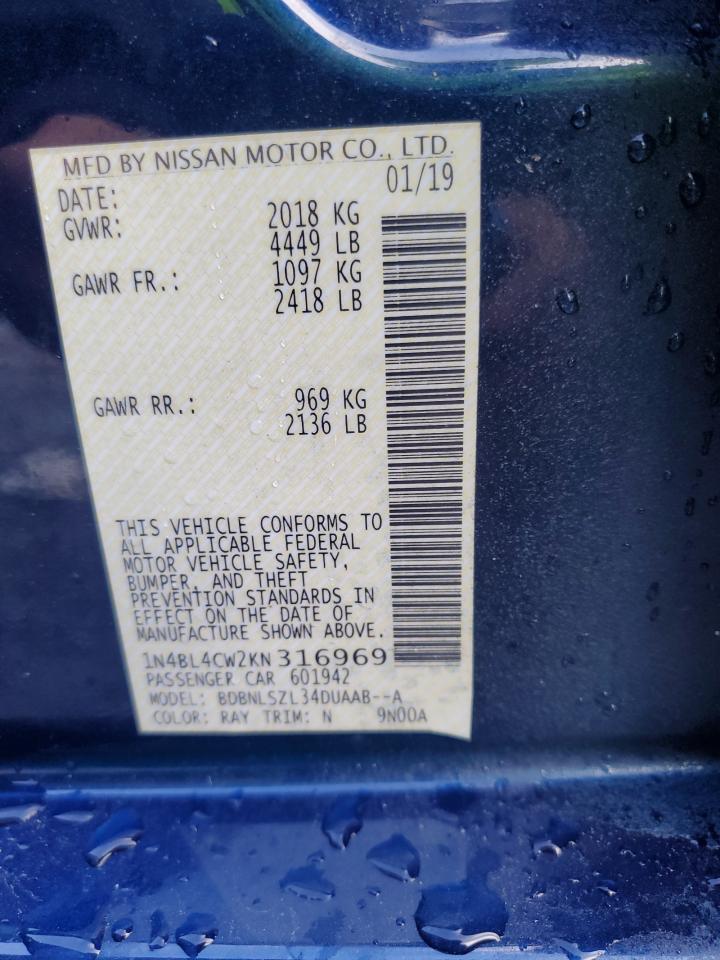 MFD BY NISSAN MOTOR CO., LTD.
DATE: 01/19
GVWR: 2018 KG
4449 LB
GAWR FR.: 1097 KG
2418 LB
GAWR RR.: 969 KG
2136 LB
THIS VEHICLE CONFORMS TO
ALL APPLICABLE FEDERAL
MOTOR VEHICLE SAFETY,
BUMPER, AND THEFT
PREVENTION STANDARDS IN
EFFECT ON THE DATE OF
MANUFACTURE SHOWN ABOVE.
1N4BL4CW2KN316969
PASSENGER CAR 601942
MODEL: BDBNLSZL34DUAAB--A
COLOR: RAY TRIM: N 9N00A